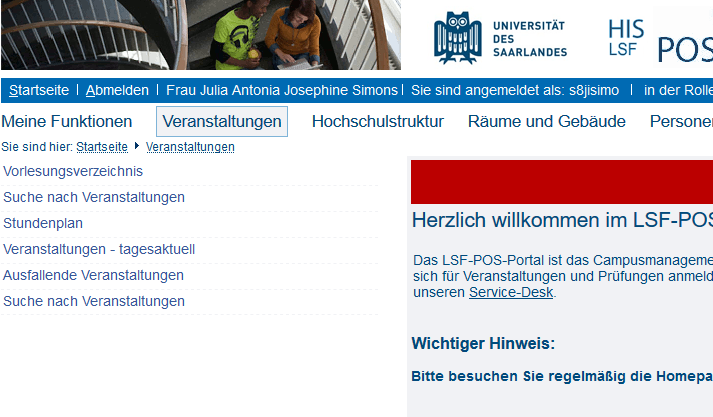 UNIVERSITÄT
DES
SAARLANDES
HIS
LSF
POS
Startseite | Abmelden | Frau Julia Antonia Josephine Simons | Sie sind angemeldet als: s8jisimo | in der Rolle
Meine Funktionen Veranstaltungen Hochschulstruktur Räume und Gebäude Personen
Sie sind hier: Startseite Veranstaltungen
Vorlesungsverzeichnis
Suche nach Veranstaltungen
Stundenplan
Veranstaltungen - tagesaktuell
Ausfallende Veranstaltungen
Suche nach Veranstaltungen
Herzlich willkommen im LSF-POS
Das LSF-POS-Portal ist das Campusmanageme
sich für Veranstaltungen und Prüfungen anmeld
unseren Service-Desk.
Wichtiger Hinweis:
Bitte besuchen Sie regelmäßig die Homepa